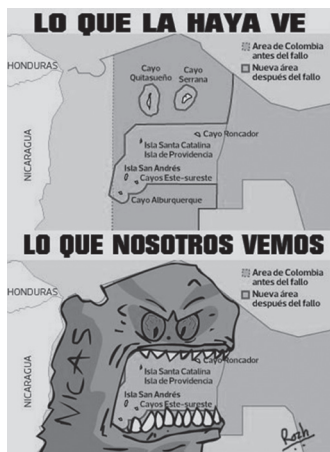 LO QUE LA HAYA VE
Area de Colombia
antes del fallo
Nueva área
después del fallo
HONDURAS
Cayo
Quitasueño
Cayo
Serrana
Cayo Roncador
Isla Santa Catalina
Isla de Providencia
NICARAGUA
Isla San Andrés
Cayos Este-sureste
Cayo Alburquerque
LO QUE NOSOTROS VEMOS
Area de Colombia
antes del fallo
Nueva área
después del fallo
HONDURAS
NICAS
Cayo Roncador
Isla Santa Catalina
Isla de Providencia
NICARAGUA
Isla San Andrés
Cayos Este-sureste